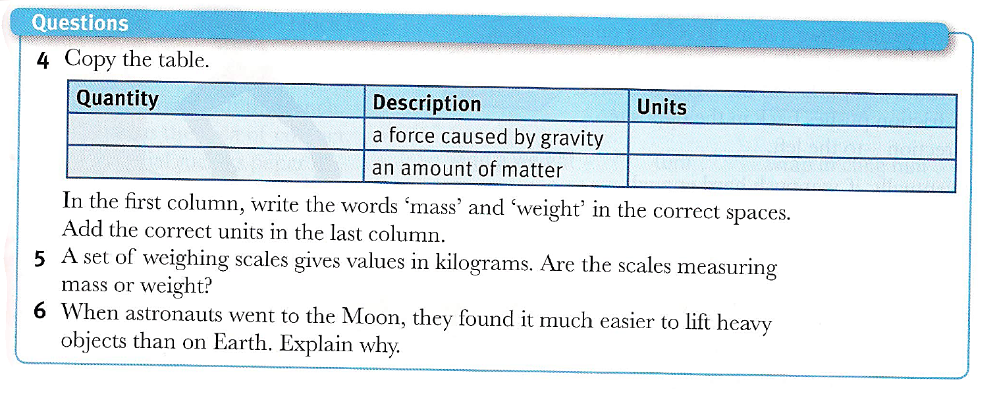 Questions
4 Copy the table.
Quantity Description Units
a force caused by gravity
an amount of matter
In the first column, write the words ‘mass’ and ‘weight’ in the correct spaces.
Add the correct units in the last column.
5 A set of weighing scales gives values in kilograms. Are the scales measuring
mass or weight?
6 When astronauts went to the Moon, they found it much easier to lift heavy
objects than on Earth. Explain why.